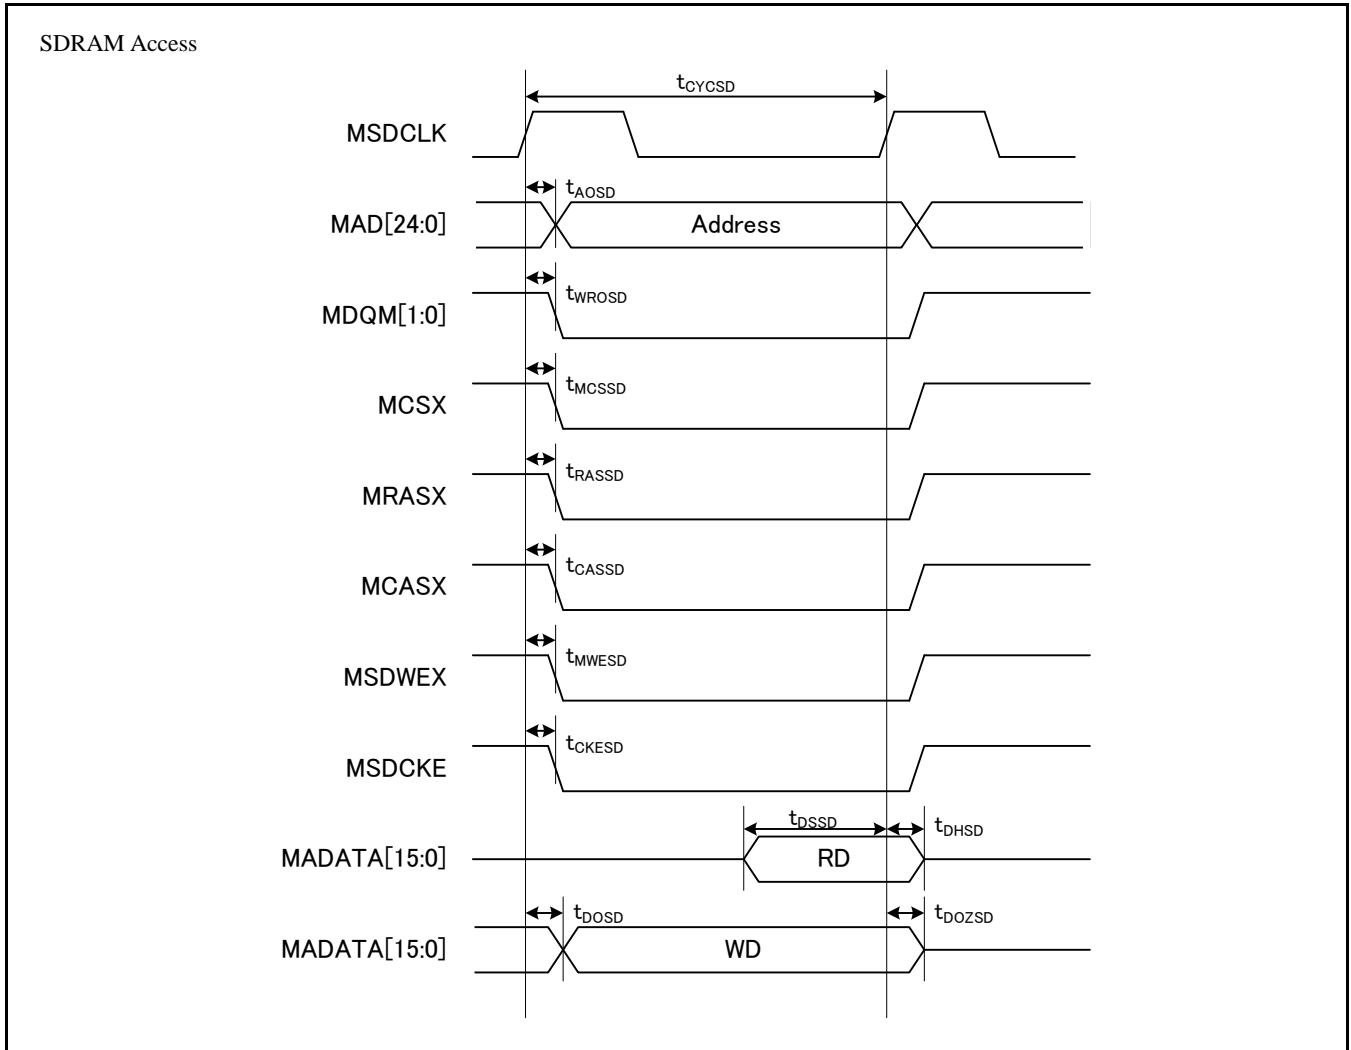 SDRAM Access
tCYCSD
MSDCLK
tAOSD
MAD[24:0]
Address
tWROSD
MDQM[1:0]
tMCSSD
MCSX
tRASSD
MRASX
tCASSD
MCASX
tMWESD
MSDWEX
tCKESD
MSDCKE
tDSSD
tDHSD
MADATA[15:0]
RD
tDOSD
tDOZSD
MADATA[15:0]
WD